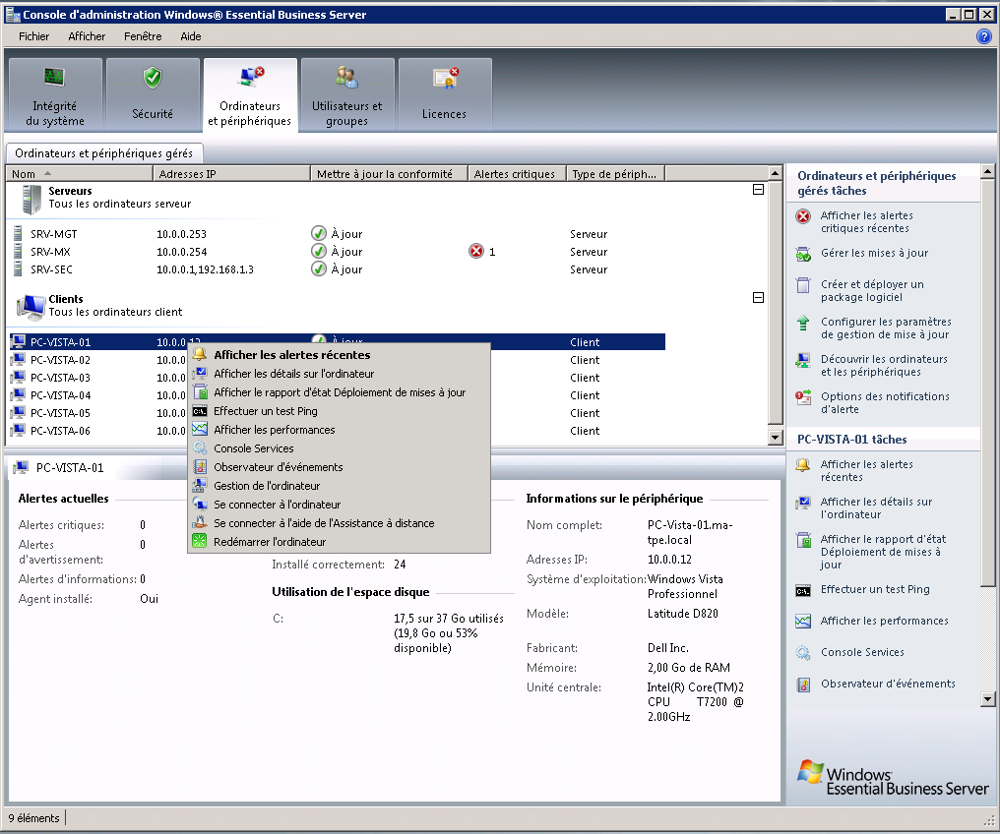 Console d'administration Windows® Essential Business Server
Fichier Afficher Fenêtre Aide
Intégrité du système
Sécurité
Ordinateurs et périphériques
Utilisateurs et groupes
Licences
Ordinateurs et périphériques gérés
Nom Adresses IP Mettre à jour la conformité Alertes critiques Type de périph...
Serveurs
Tous les ordinateurs serveur
SRV-MGT 10.0.0.253 À jour Serveur
SRV-MX 10.0.0.254 À jour 1 Serveur
SRV-SEC 10.0.0.1,192.168.1.3 À jour Serveur
Clients
Tous les ordinateurs client
PC-VISTA-01 10.0.0.12 À jour Client
PC-VISTA-02 10.0.0 Client
PC-VISTA-03 10.0.0 Client
PC-VISTA-04 10.0.0 Client
PC-VISTA-05 10.0.0 Client
PC-VISTA-06 10.0.0 Client
Afficher les alertes récentes
Afficher les détails sur l'ordinateur
Afficher le rapport d'état Déploiement de mises à jour
Effectuer un test Ping
Afficher les performances
Console Services
Observateur d'événements
Gestion de l'ordinateur
Se connecter à l'ordinateur
Se connecter à l'aide de l'Assistance à distance
Redémarrer l'ordinateur
PC-VISTA-01
Alertes actuelles
Alertes critiques: 0
Alertes d'avertissement: 0
Alertes d'informations: 0
Agent installé: Oui
Installé correctement: 24
Utilisation de l'espace disque
C: 17,5 sur 37 Go utilisés
(19,8 Go ou 53%
disponible)
Informations sur le périphérique
Nom complet: PC-Vista-01.ma-
tpe.local
Adresses IP: 10.0.0.12
Système d'exploitation: Windows Vista
Professionnel
Modèle: Latitude D820
Fabricant: Dell Inc.
Mémoire: 2,00 Go de RAM
Unité centrale: Intel(R) Core(TM)2
CPU T7200 @
2.00GHz
Ordinateurs et périphériques
gérés tâches
Afficher les alertes
critiques récentes
Gérer les mises à jour
Créer et déployer un
package logiciel
Configurer les paramètres
de gestion de mise à jour
Découvrir les ordinateurs
et les périphériques
Options des notifications
d'alerte
PC-VISTA-01 tâches
Afficher les alertes
récentes
Afficher les détails sur
l'ordinateur
Afficher le rapport d'état
Déploiement de mises à
jour
Effectuer un test Ping
Afficher les performances
Console Services
Observateur d'événements
Windows
Essential Business Server
9 éléments